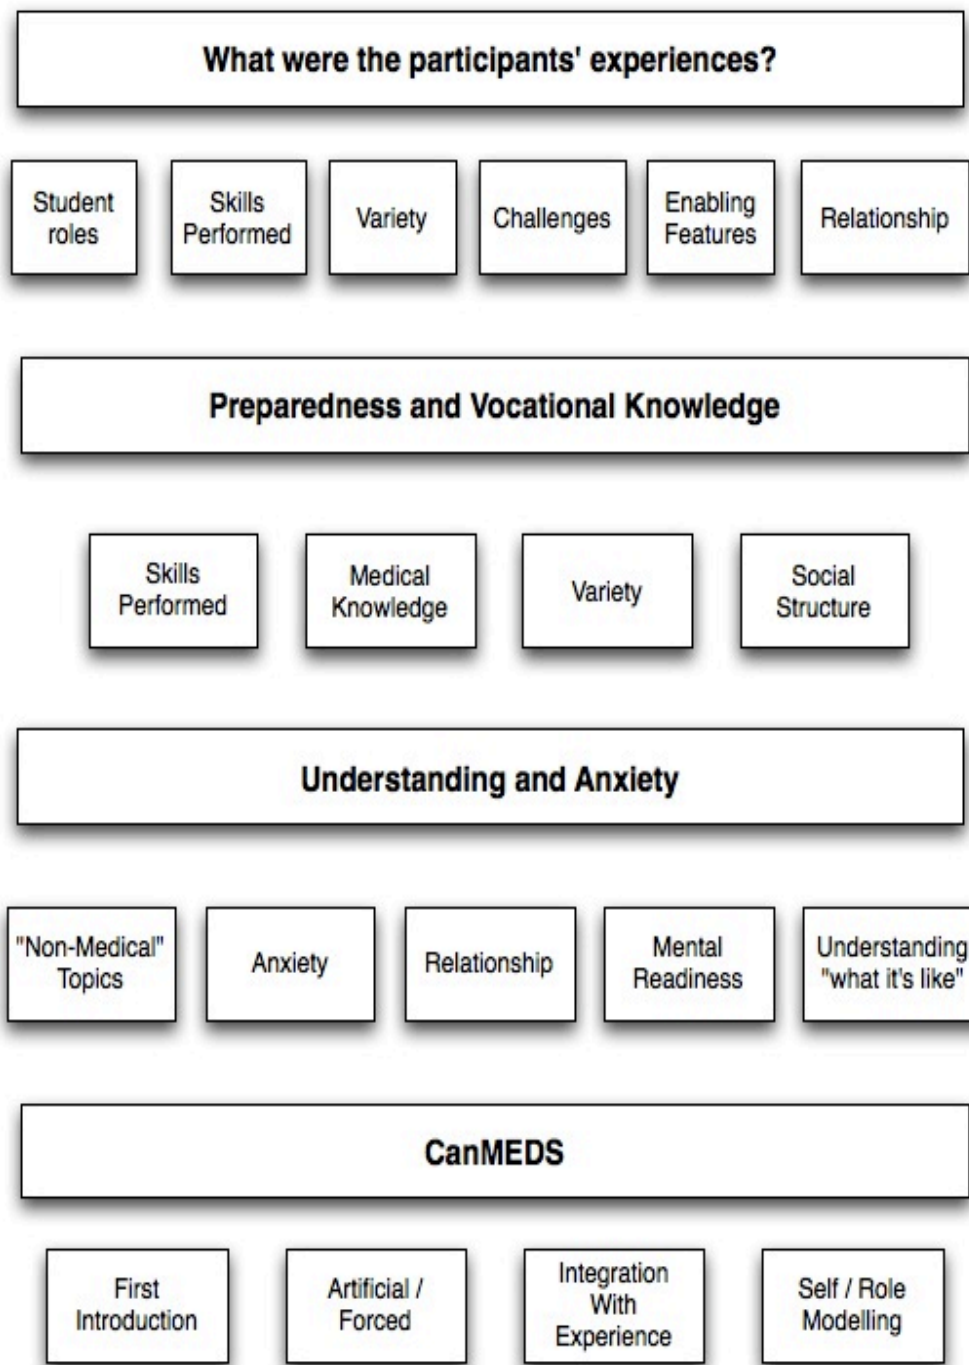 What were the participants' experiences?
Student
roles
Skills
Performed
Variety
Challenges
Enabling
Features
Relationship
Preparedness and Vocational Knowledge
Skills
Performed
Medical
Knowledge
Variety
Social
Structure
Understanding and Anxiety
"Non-Medical"
Topics
Anxiety
Relationship
Mental
Readiness
Understanding
"what it's like"
CanMEDS
First
Introduction
Artificial /
Forced
Integration
With
Experience
Self / Role
Modelling